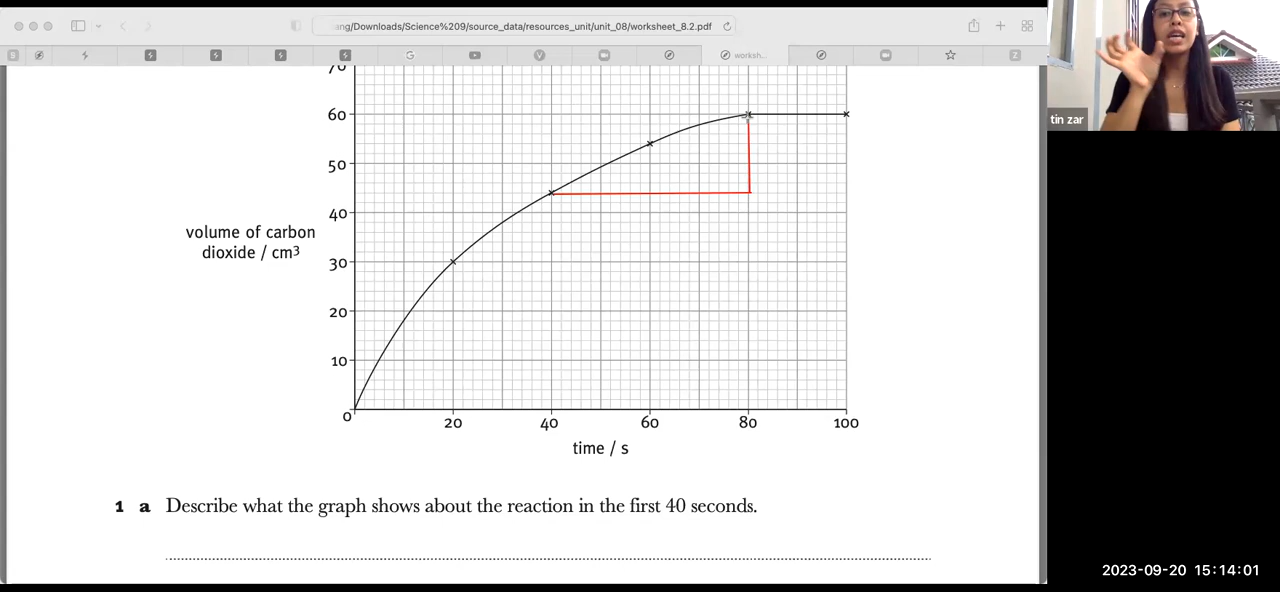 ang/Downloads/Science%209/source_data/resources_unit/unit_08/worksheet_8.2.pdf
worksh...
tin zar
70
60
50
40
30
20
10
0
volume of carbon
dioxide / cm3
20 40 60 80 100
time / s
1 a Describe what the graph shows about the reaction in the first 40 seconds.
2023-09-20 15:14:01